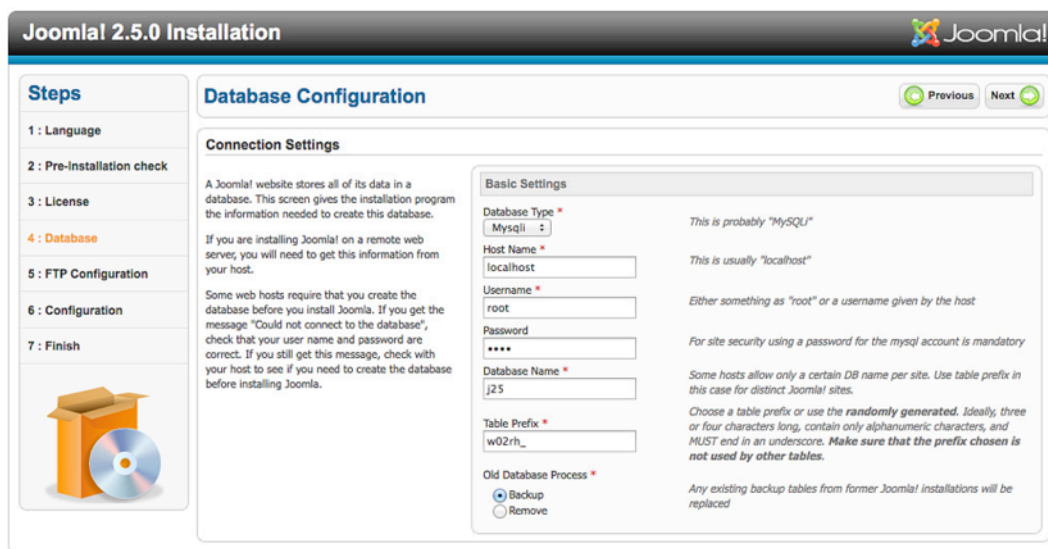 Joomla! 2.5.0 Installation
Joomla!
Steps
1 : Language
2 : Pre-Installation check
3 : License
4 : Database
5 : FTP Configuration
6 : Configuration
7 : Finish
Database Configuration
Previous
Next
Connection Settings
A Joomla! website stores all of its data in a
database. This screen gives the installation program
the information needed to create this database.
If you are installing Joomla! on a remote web
server, you will need to get this information from
your host.
Some web hosts require that you create the
database before you install Joomla. If you get the
message "Could not connect to the database",
check that your user name and password are
correct. If you still get this message, check with
your host to see if you need to create the database
before installing Joomla.
Basic Settings
Database Type *
Mysqli
This is probably "MySQLi"
Host Name *
localhost
This is usually "localhost"
Username *
root
Either something as "root" or a username given by the host
Password
••••
For site security using a password for the mysql account is mandatory
Database Name *
j25
Some hosts allow only a certain DB name per site. Use table prefix in
this case for distinct Joomla! sites.
Table Prefix *
w02rh_
Choose a table prefix or use the randomly generated. Ideally, three
or four characters long, contain only alphanumeric characters, and
MUST end in an underscore. Make sure that the prefix chosen is
not used by other tables.
Old Database Process *
Backup
Remove
Any existing backup tables from former Joomla! installations will be
replaced